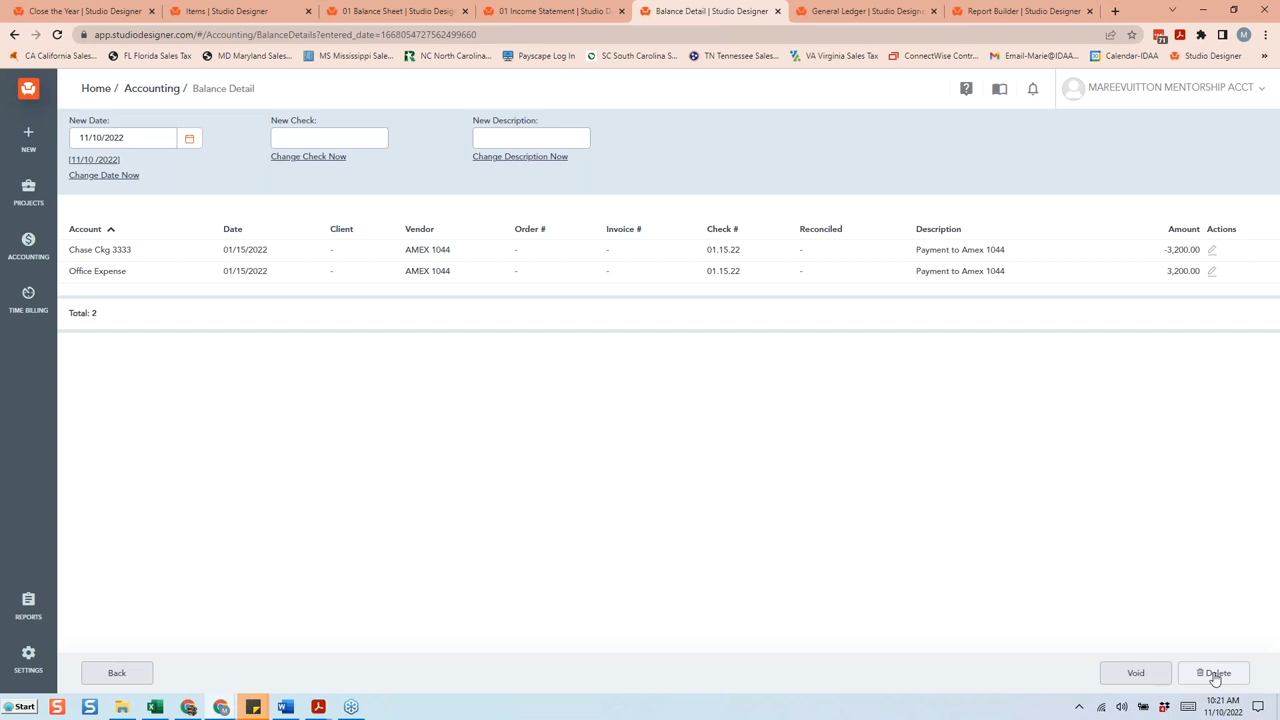 Close the Year | Studio Designer
Items | Studio Designer
01 Balance Sheet | Studio Des
01 Income Statement | Studio D
Balance Detail | Studio Designer
General Ledger | Studio Designer
Report Builder | Studio Designer
app.studiodesigner.com/#/Accounting/BalanceDetails?entered_date=1668054727562499660
CA California Sales...
FL Florida Sales Tax
MD Maryland Sales...
MS Mississippi Sales...
NC North Carolina...
Payscape Log In
SC South Carolina S...
TN Tennessee Sales...
VA Virginia Sales Tax
ConnectWise Contr...
Email-Marie@IDAA...
Calendar-IDAA
Studio Designer
Home / Accounting / Balance Detail
MAREEVUITTON MENTORSHIP ACCT
NEW
PROJECTS
ACCOUNTING
TIME BILLING
REPORTS
SETTINGS
New Date: New Check: New Description:
11/10/2022
[11/10 /2022] Change Check Now Change Description Now
Change Date Now
Account Date Client Vendor Order # Invoice # Check # Reconciled Description Amount Actions
Chase Ckg 3333 01/15/2022 - AMEX 1044 - - 01.15.22 - Payment to Amex 1044 -3,200.00
Office Expense 01/15/2022 - AMEX 1044 - - 01.15.22 - Payment to Amex 1044 3,200.00
Total: 2
Back Void Delete
Start
10:21 AM
11/10/2022